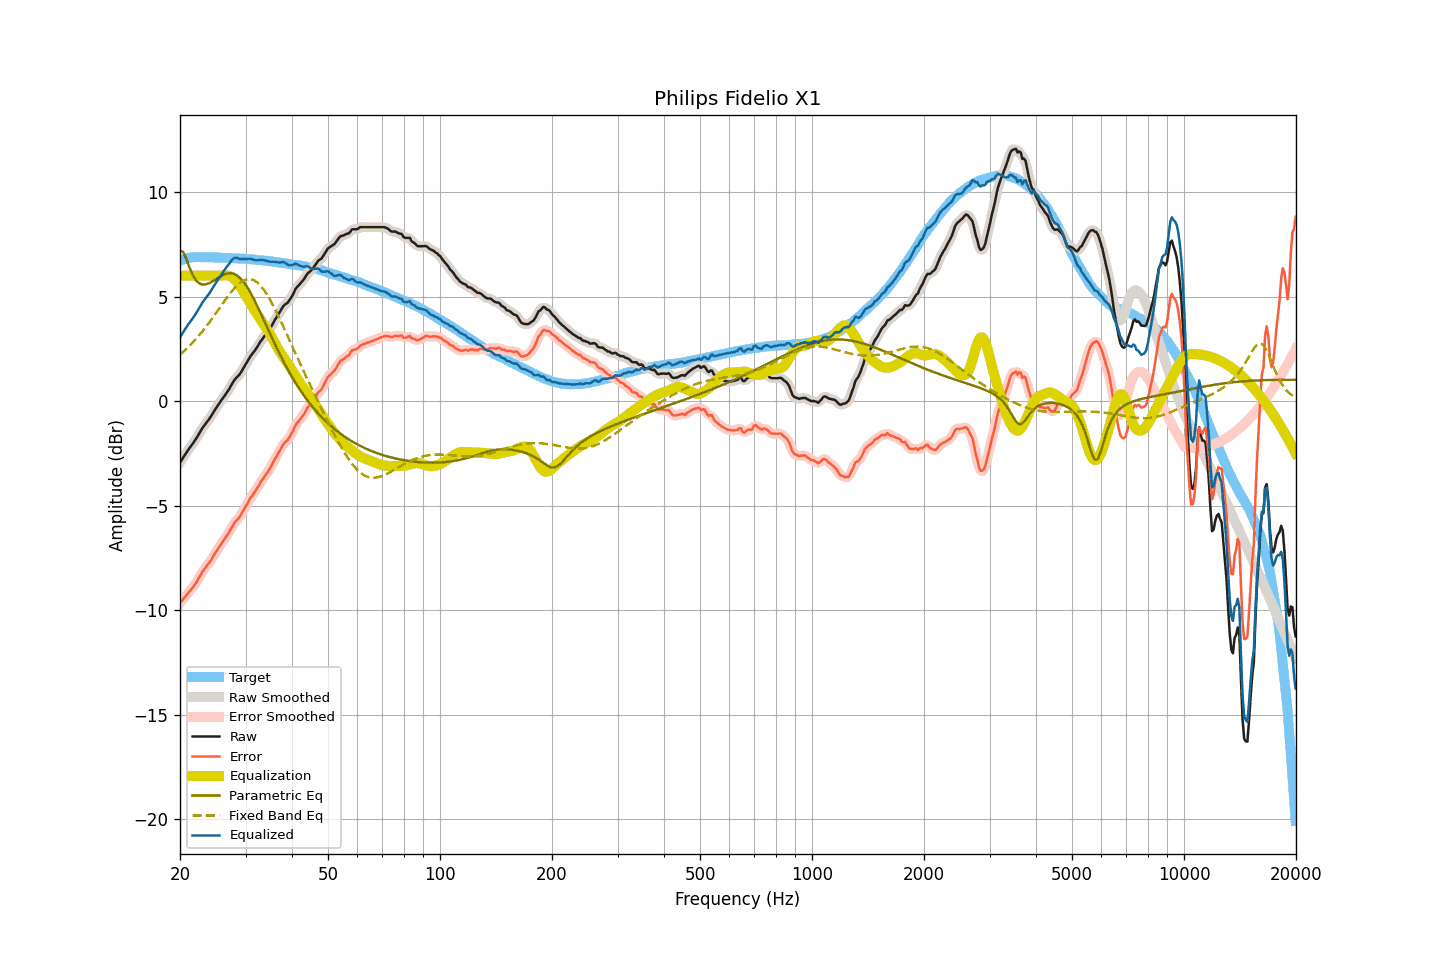 Philips Fidelio X1
Amplitude (dBr)
10
5
0
−5
−10
−15
−20
Target
Raw Smoothed
Error Smoothed
Raw
Error
Equalization
Parametric Eq
Fixed Band Eq
Equalized
20 50 100 200 500 1000 2000 5000 10000 20000
Frequency (Hz)